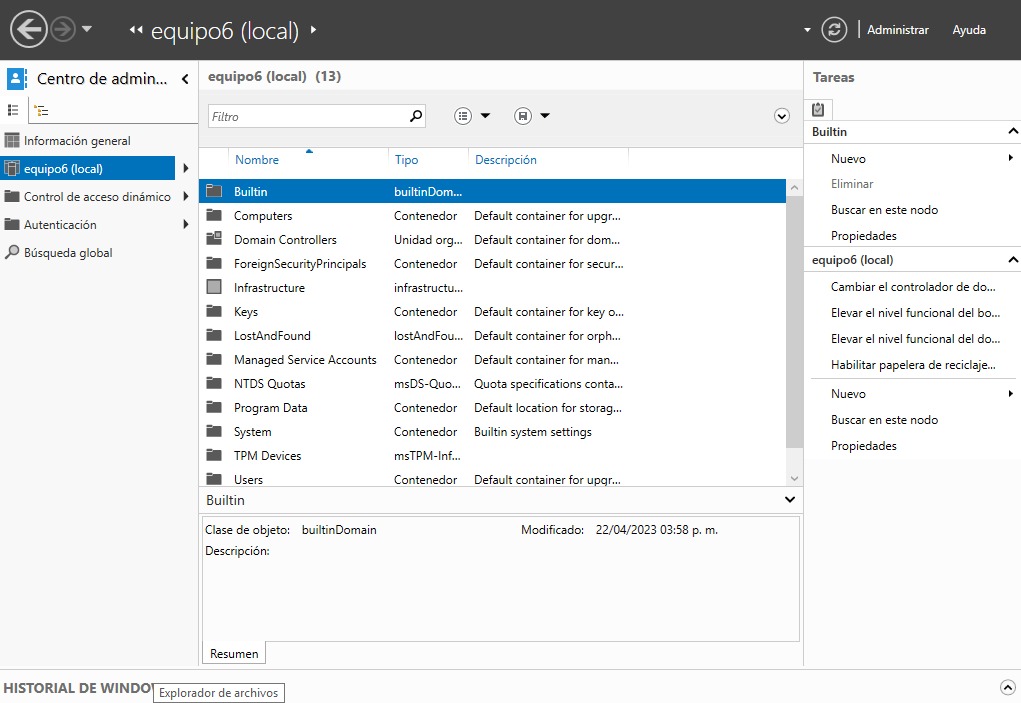 equipo6 (local)
Administrar
Ayuda
Centro de admin...
Información general
equipo6 (local)
Control de acceso dinámico
Autenticación
Búsqueda global
equipo6 (local) (13)
Filtro
Nombre Tipo Descripción
Builtin builtinDom...
Computers Contenedor Default container for upgr...
Domain Controllers Unidad org... Default container for dom...
ForeignSecurityPrincipals Contenedor Default container for secur...
Infrastructure infrastructu...
Keys Contenedor Default container for key o...
LostAndFound lostAndFou... Default container for orph...
Managed Service Accounts Contenedor Default container for man...
NTDS Quotas msDS-Quo... Quota specifications conta...
Program Data Contenedor Default location for storag...
System Contenedor Builtin system settings
TPM Devices msTPM-Inf...
Users Contenedor Default container for upgr...
Builtin
Clase de objeto: builtinDomain Modificado: 22/04/2023 03:58 p. m.
Descripción:
Resumen
Tareas
Builtin
Nuevo
Eliminar
Buscar en este nodo
Propiedades
equipo6 (local)
Cambiar el controlador de do...
Elevar el nivel funcional del bo...
Elevar el nivel funcional del do...
Habilitar papelera de reciclaje...
Nuevo
Buscar en este nodo
Propiedades
HISTORIAL DE WINDO
Explorador de archivos